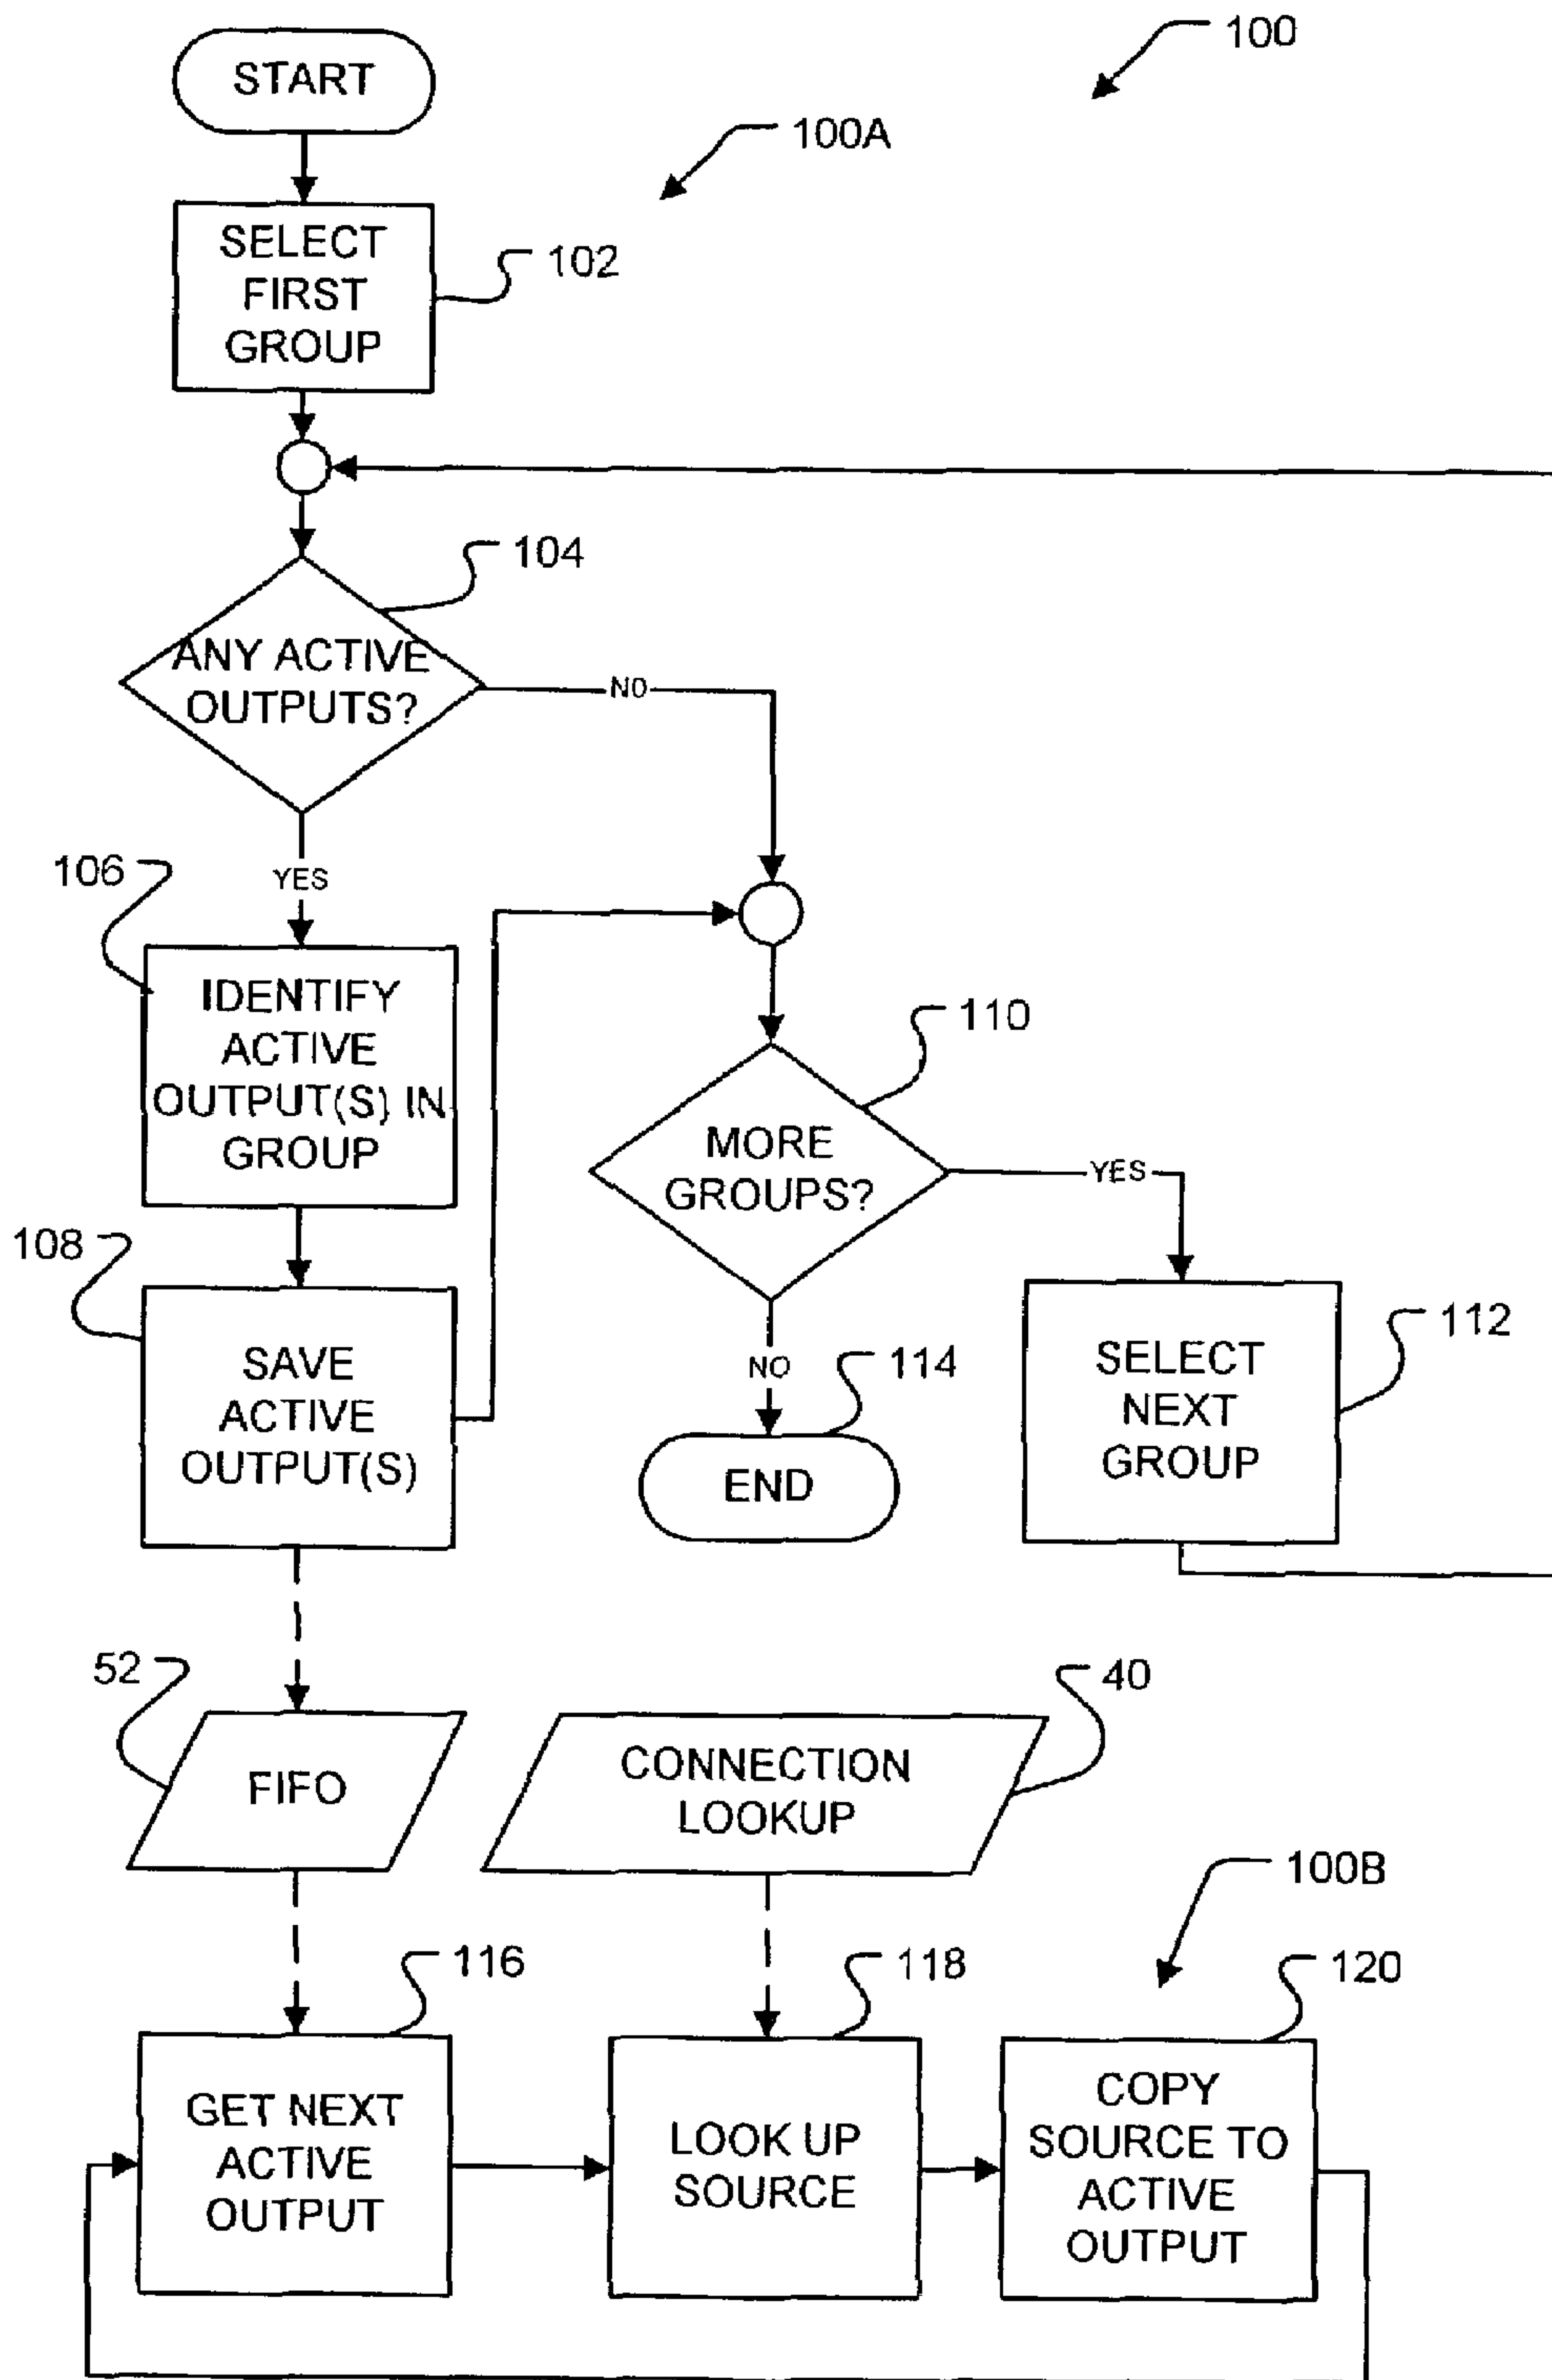 100
START
100A
SELECT
FIRST
GROUP
102
104
ANY ACTIVE
OUTPUTS?
NO
106
YES
IDENTIFY
ACTIVE
OUTPUT(S) IN
GROUP
110
MORE
GROUPS?
YES
108
SAVE
ACTIVE
OUTPUT(S)
NO
114
END
112
SELECT
NEXT
GROUP
52
FIFO
40
CONNECTION
LOOKUP
100B
116
118
120
GET NEXT
ACTIVE
OUTPUT
LOOK UP
SOURCE
COPY
SOURCE TO
ACTIVE
OUTPUT